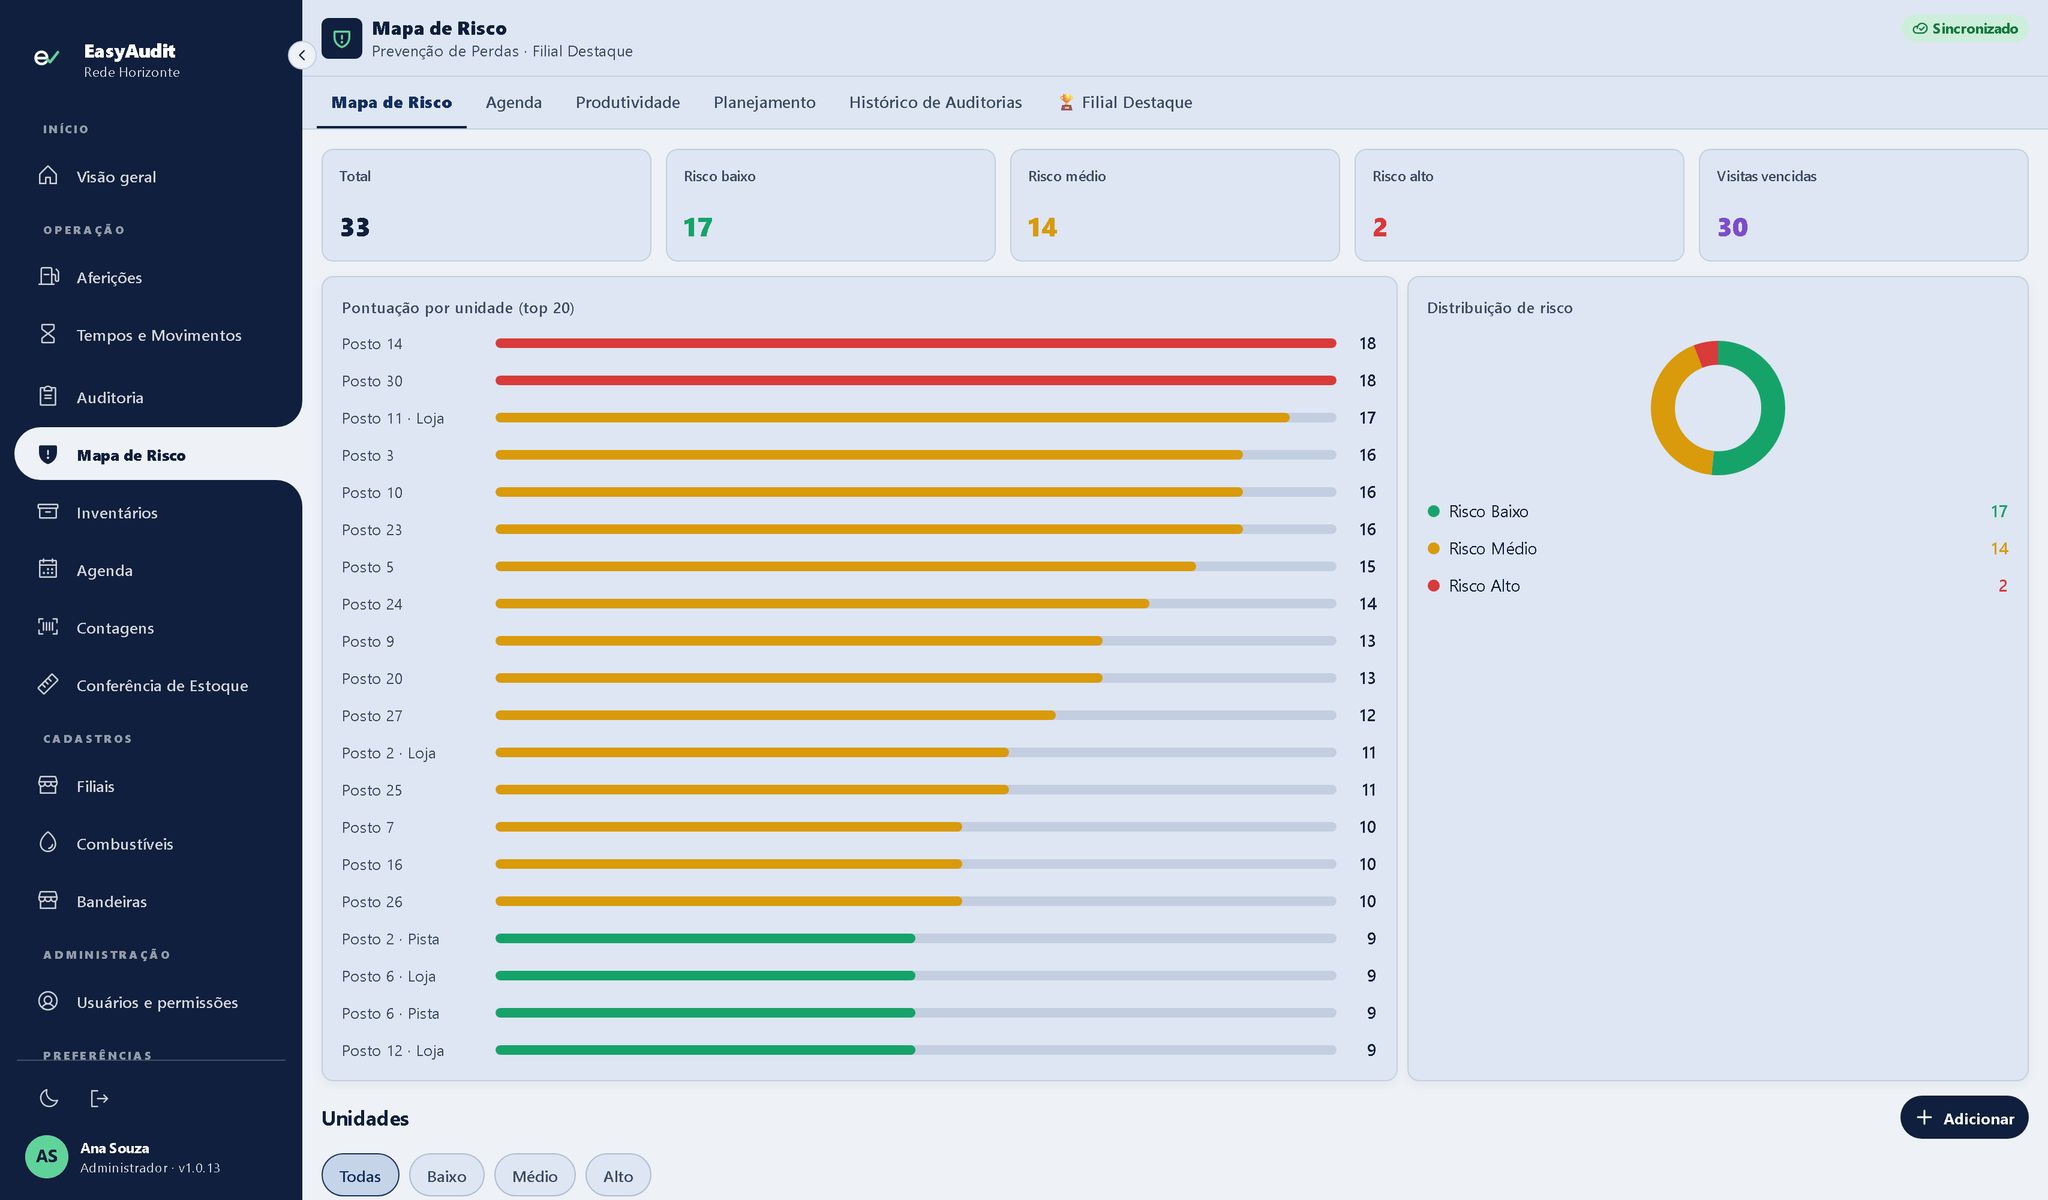 EasyAudit
Rede Horizonte
INÍCIO
Visão geral
OPERAÇÃO
Aferições
Tempos e Movimentos
Auditoria
Mapa de Risco
Inventários
Agenda
Contagens
Conferência de Estoque
CADASTROS
Filiais
Combustíveis
Bandeiras
ADMINISTRAÇÃO
Usuários e permissões
PREFERÊNCIAS
AS
Ana Souza
Administrador · v1.0.13
Mapa de Risco
Prevenção de Perdas · Filial Destaque
Sincronizado
Mapa de Risco Agenda Produtividade Planejamento Histórico de Auditorias Filial Destaque
Total
33
Risco baixo
17
Risco médio
14
Risco alto
2
Visitas vencidas
30
Pontuação por unidade (top 20)
Posto 14 18
Posto 30 18
Posto 11 · Loja 17
Posto 3 16
Posto 10 16
Posto 23 16
Posto 5 15
Posto 24 14
Posto 9 13
Posto 20 13
Posto 27 12
Posto 2 · Loja 11
Posto 25 11
Posto 7 10
Posto 16 10
Posto 26 10
Posto 2 · Pista 9
Posto 6 · Loja 9
Posto 6 · Pista 9
Posto 12 · Loja 9
Distribuição de risco
Risco Baixo 17
Risco Médio 14
Risco Alto 2
Unidades
Adicionar
Todas Baixo Médio Alto